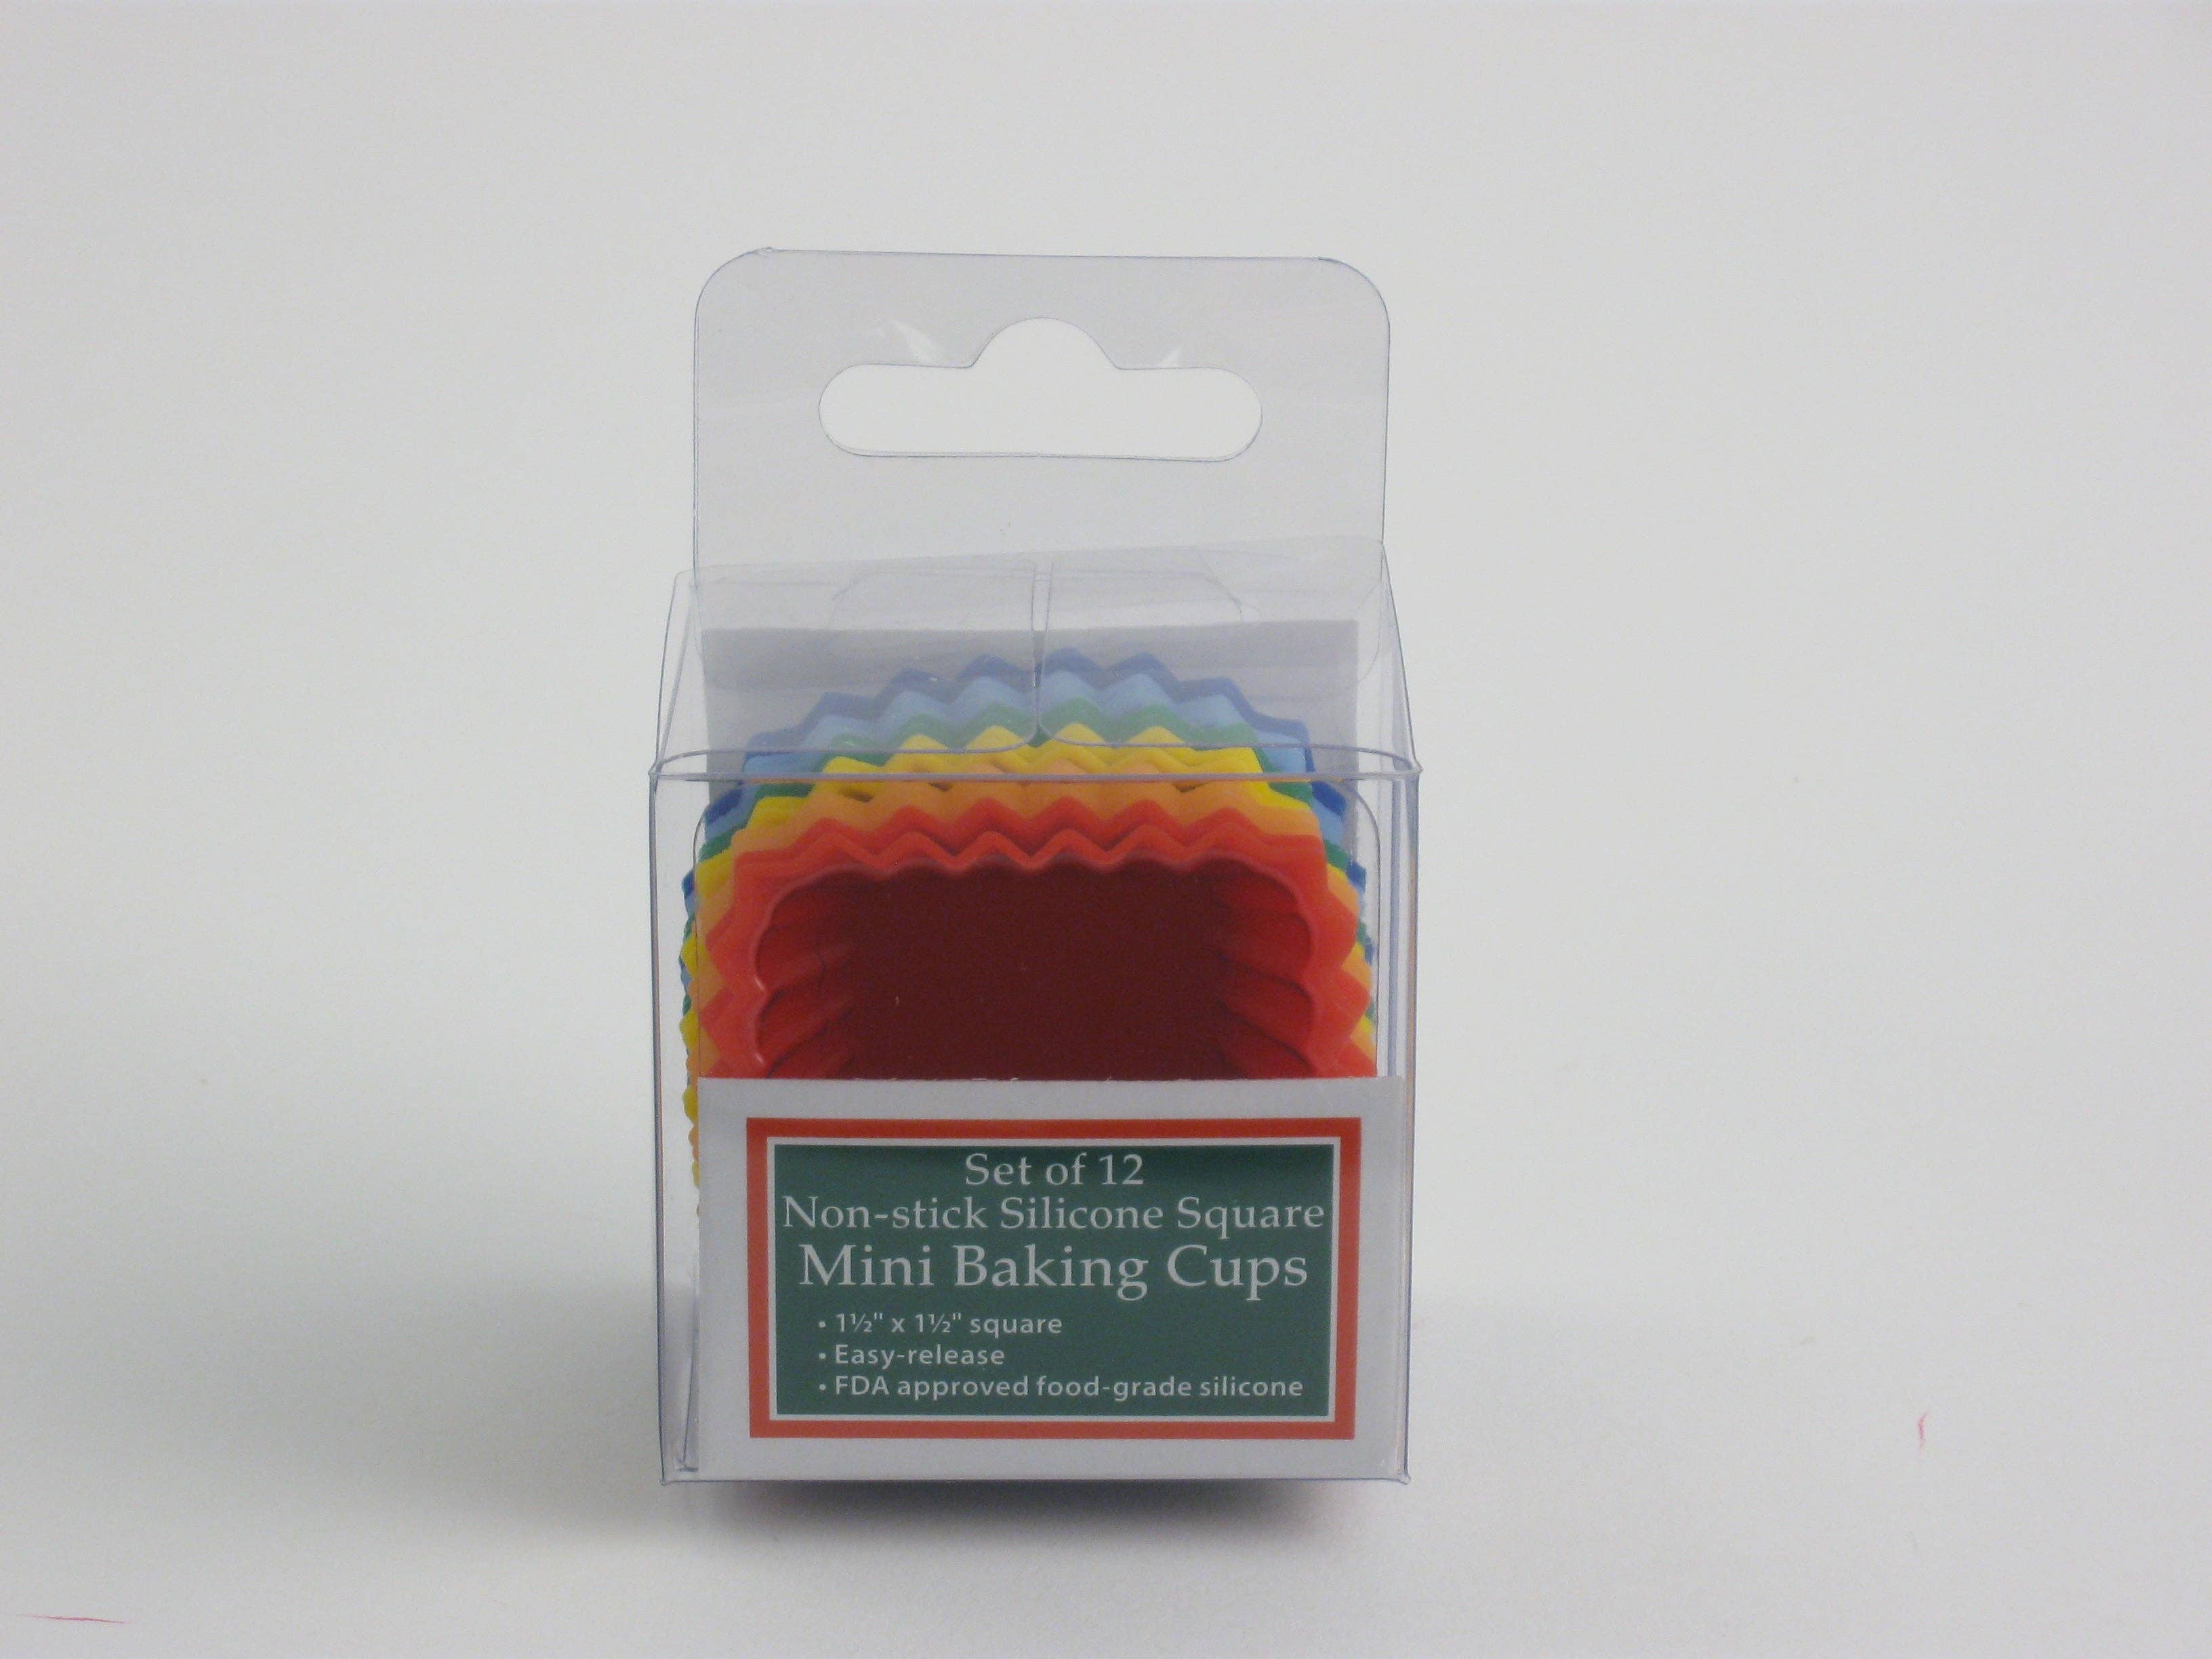 Set of 12
Non-stick Silicone Square
Mini Baking Cups
• 1½" x 1½" square
• Easy-release
• FDA approved food-grade silicone